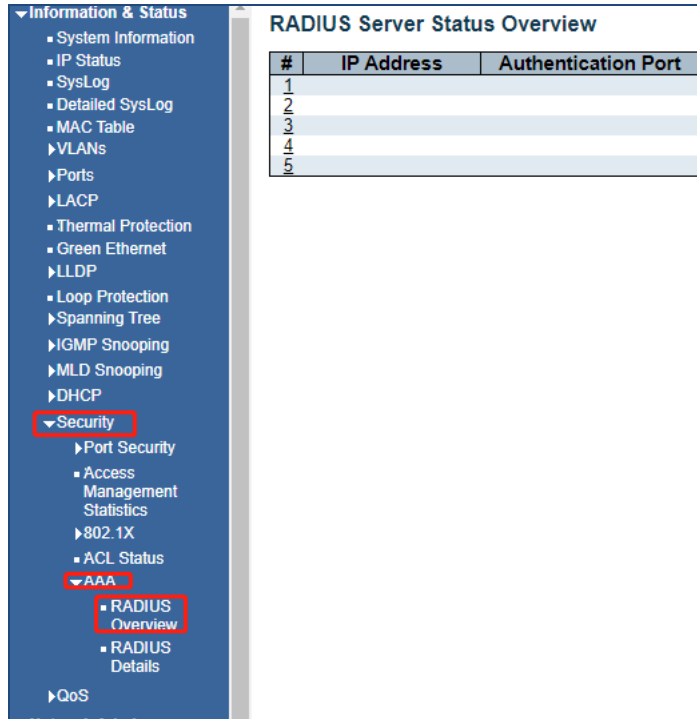 Information & Status
System Information
IP Status
SysLog
Detailed SysLog
MAC Table
VLANs
Ports
LACP
Thermal Protection
Green Ethernet
LLDP
Loop Protection
Spanning Tree
IGMP Snooping
MLD Snooping
DHCP
Security
Port Security
Access
Management
Statistics
802.1X
ACL Status
AAA
RADIUS
Overview
RADIUS
Details
QoS
RADIUS Server Status Overview
# IP Address Authentication Port
1
2
3
4
5